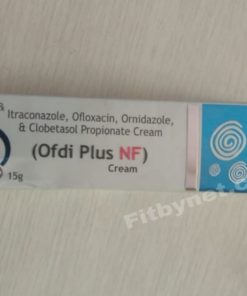 Itraconazole, Ofloxacin, Ornidazole,
& Clobetasol Propionate Cream
(Ofdi Plus NF)
Cream
15g
Fitbynet.c